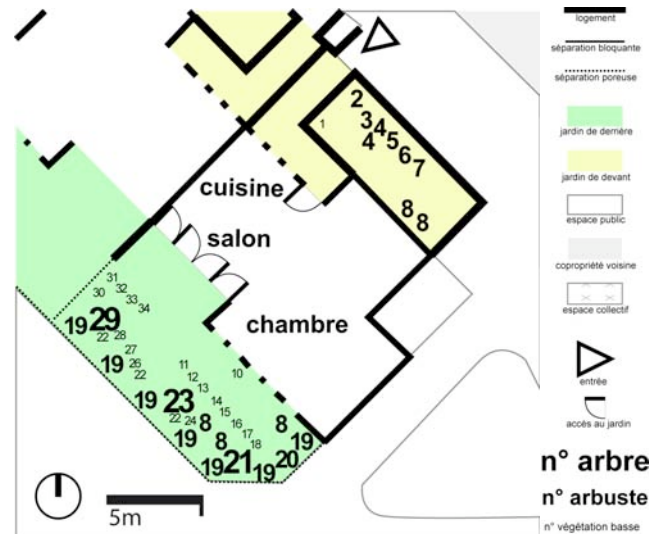 logement
séparation bloquante
séparation poreuse
jardin de derrière
jardin de devant
espace public
copropriété voisine
espace collectif
entrée
accès au jardin
n° arbre
n° arbuste
n° végétation basse
1
2
3
4
4
5
6
7
8 8
cuisine
salon
chambre
31
30 32
33
34
19 29
22 28
27
19 26
22
11
12
10
13
19 23 14
15
22 24 8 16
17
18
19 8 8 19
19 21 19 20
5m